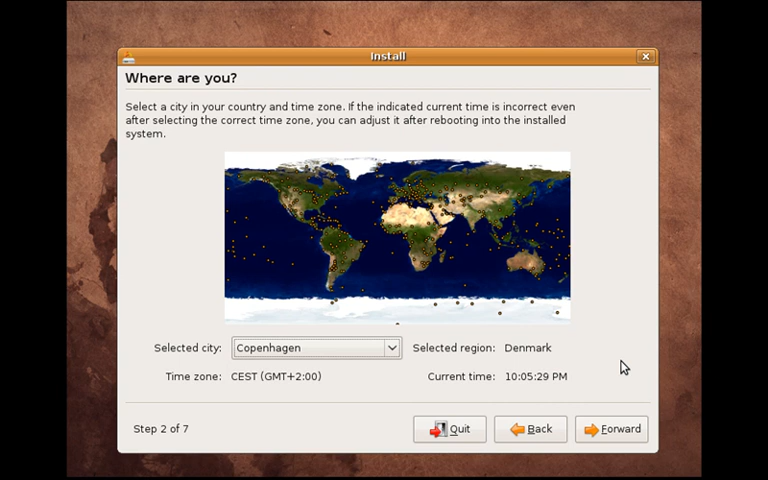 Install
Where are you?
Select a city in your country and time zone. If the indicated current time is incorrect even
after selecting the correct time zone, you can adjust it after rebooting into the installed
system.
Selected city: Copenhagen Selected region: Denmark
Time zone: CEST (GMT+2:00) Current time: 10:05:29 PM
Step 2 of 7 Quit Back Forward